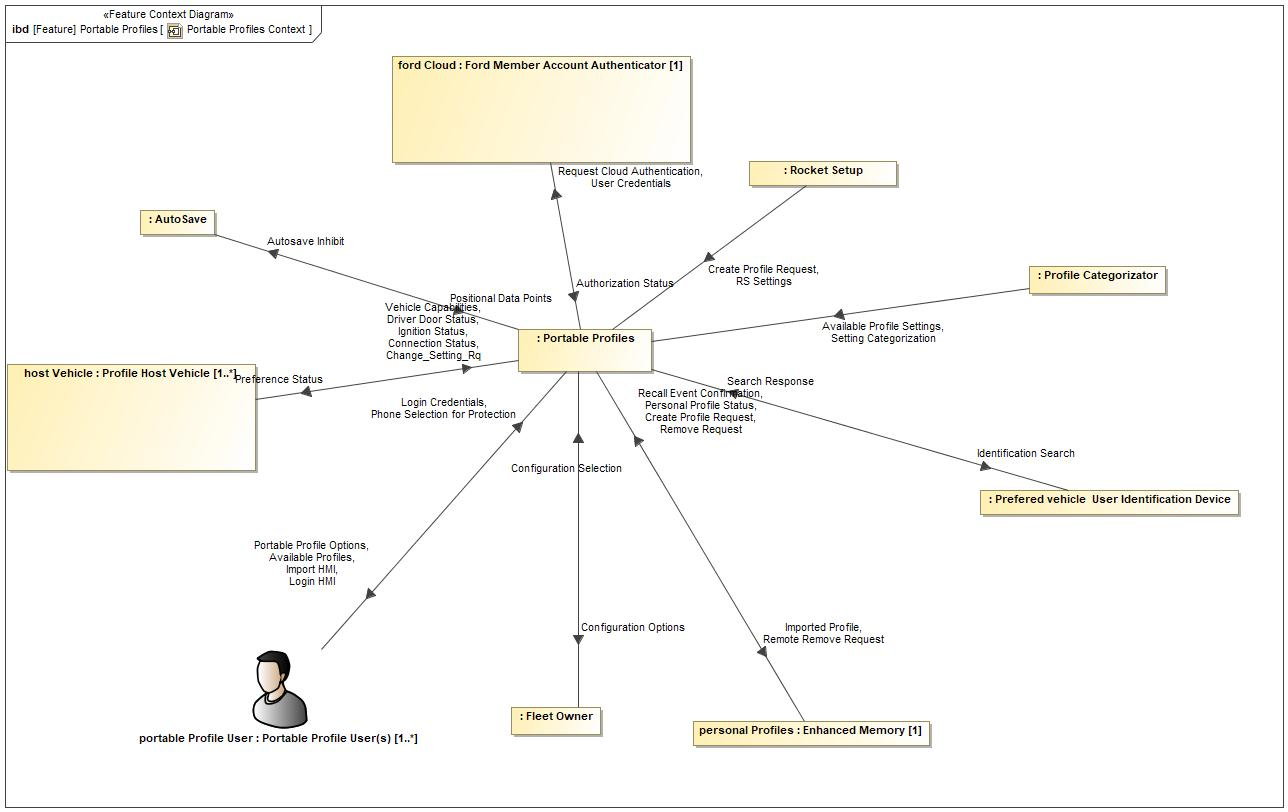 «Feature Context Diagram»
ibd [Feature] Portable Profiles [ Portable Profiles Context ]
ford Cloud : Ford Member Account Authenticator [1]
Request Cloud Authentication,
User Credentials
: Rocket Setup
: AutoSave
Autosave Inhibit
Create Profile Request,
RS Settings
: Profile Categorizator
Authorization Status
Positional Data Points
Vehicle Capabilities,
Driver Door Status,
Ignition Status,
Connection Status,
Change_Setting_Rq
Available Profile Settings,
Setting Categorization
: Portable Profiles
host Vehicle : Profile Host Vehicle [1..*]
Preference Status
Search Response
Recall Event Confirmation,
Personal Profile Status,
Create Profile Request,
Remove Request
Login Credentials,
Phone Selection for Protection
Identification Search
Configuration Selection
: Prefered vehicle  User Identification Device
Portable Profile Options,
Available Profiles,
Import HMI,
Login HMI
Configuration Options
Imported Profile,
Remote Remove Request
: Fleet Owner
personal Profiles : Enhanced Memory [1]
portable Profile User : Portable Profile User(s) [1..*]